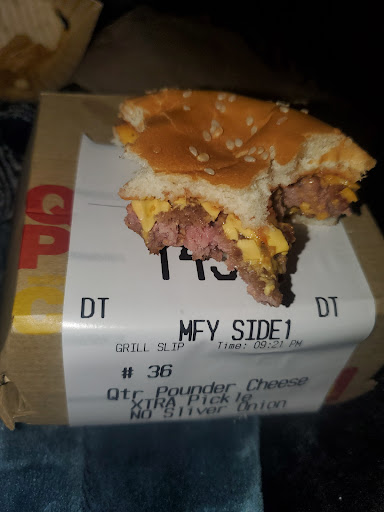 Q
P
C
DT
DT
MFY SIDE1
GRILL SLIP Time: 09:21 PM
# 36
Qtr Pounder Cheese
XTRA Pickle
NO Sliver Onion